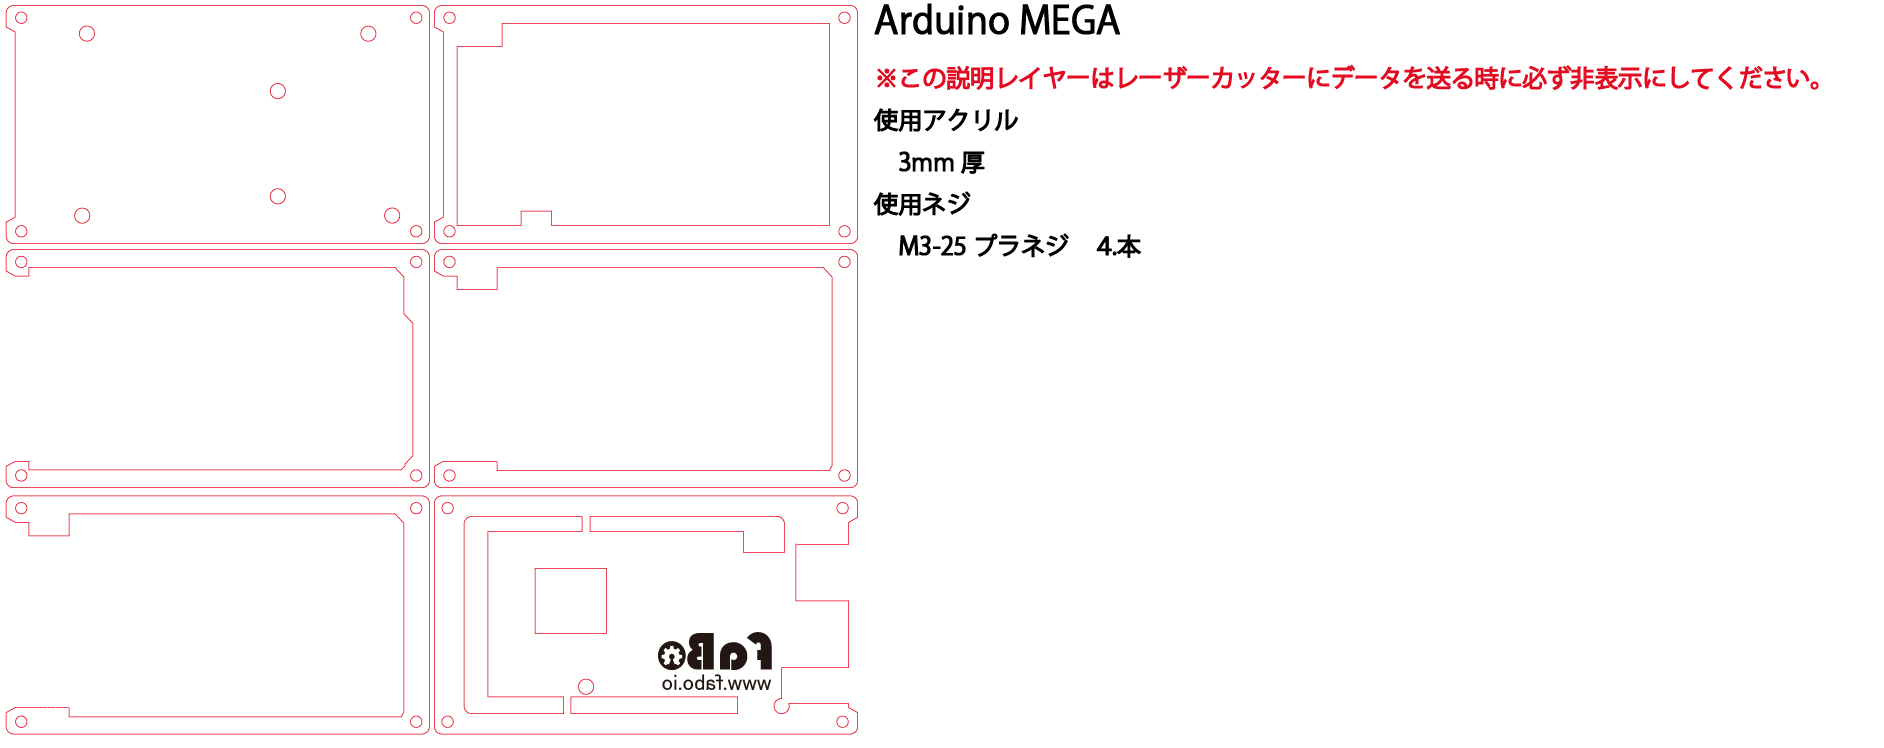 Arduino MEGA
※この説明レイヤーはレーザーカッターにデータを送る時に必ず非表示にしてください。
使用アクリル
3mm 厚
使用ネジ
M3-25 プラネジ　4.本
FaBo
www.fabo.io